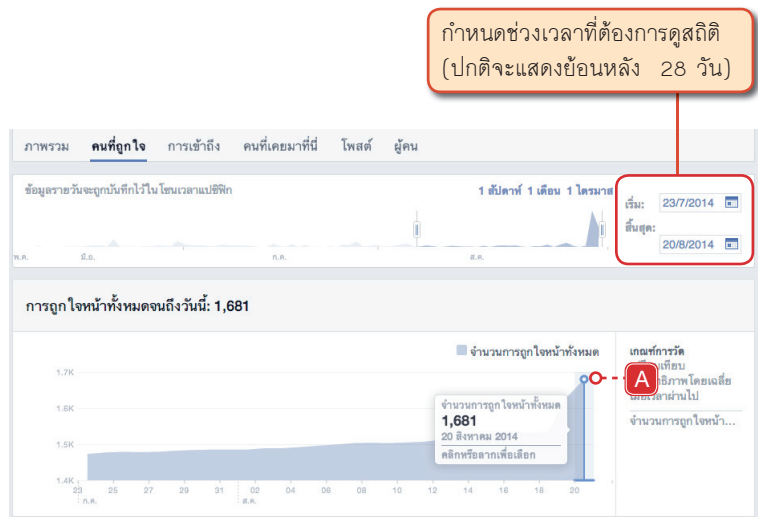 กำหนดช่วงเวลาที่ต้องการดูสถิติ
(ปกติจะแสดงย้อนหลัง 28 วัน)
ภาพรวม คนที่ถูกใจ การเข้าถึง คนที่เคยมาที่นี่ โพสต์ ผู้คน
ข้อมูลรายวันจะถูกบันทึกไว้ในโซนเวลาแปซิฟิก
1 สัปดาห์ 1 เดือน 1 ไตรมาส
เริ่ม: 23/7/2014
สิ้นสุด:
20/8/2014
พ.ค. มิ.ย. ก.ค. ส.ค.
การถูกใจหน้าทั้งหมดจนถึงวันนี้: 1,681
จำนวนการถูกใจหน้าทั้งหมด
เกณฑ์การวัด
A
โดยเฉลี่ย
จำนวนการถูกใจหน้า...
1.7K
1.6K
1.5K
1.4K
จำนวนการถูกใจหน้าทั้งหมด
1,681
20 สิงหาคม 2014
คลิกหรือลากเพื่อเลือก
23 25 27 29 31 02 04 06 08 10 12 14 16 18 20
ก.ค. ส.ค.